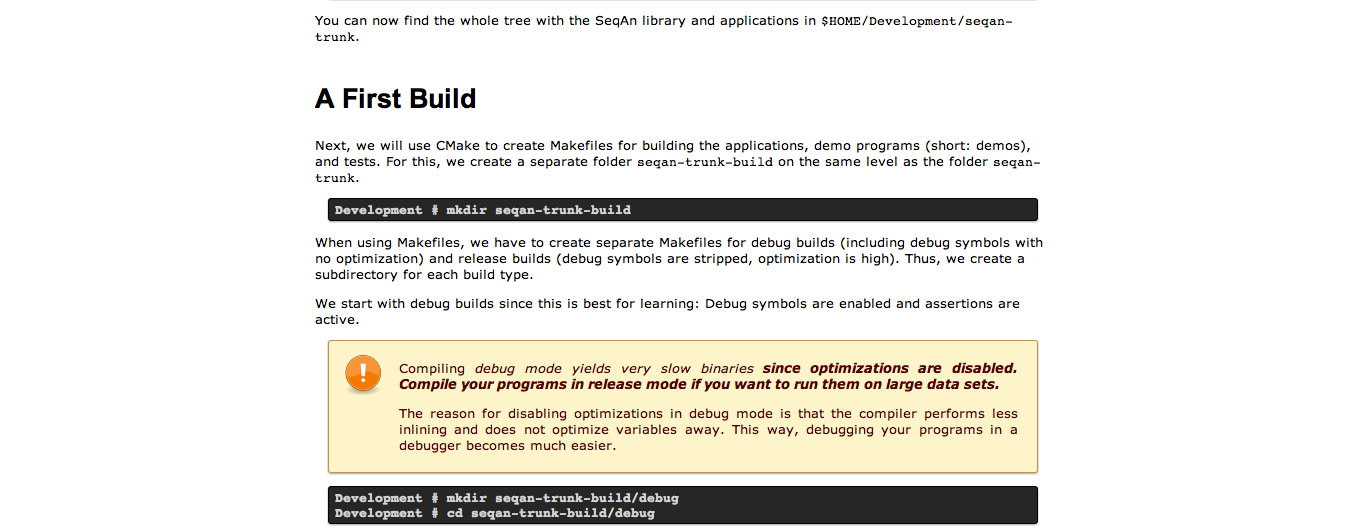 You can now find the whole tree with the SeqAn library and applications in $HOME/Development/seqan-
trunk.
A First Build
Next, we will use CMake to create Makefiles for building the applications, demo programs (short: demos),
and tests. For this, we create a separate folder seqan-trunk-build on the same level as the folder seqan-
trunk.
Development # mkdir seqan-trunk-build
When using Makefiles, we have to create separate Makefiles for debug builds (including debug symbols with
no optimization) and release builds (debug symbols are stripped, optimization is high). Thus, we create a
subdirectory for each build type.
We start with debug builds since this is best for learning: Debug symbols are enabled and assertions are
active.
Compiling debug mode yields very slow binaries since optimizations are disabled.
Compile your programs in release mode if you want to run them on large data sets.
The reason for disabling optimizations in debug mode is that the compiler performs less
inlining and does not optimize variables away. This way, debugging your programs in a
debugger becomes much easier.
Development # mkdir seqan-trunk-build/debug
Development # cd seqan-trunk-build/debug